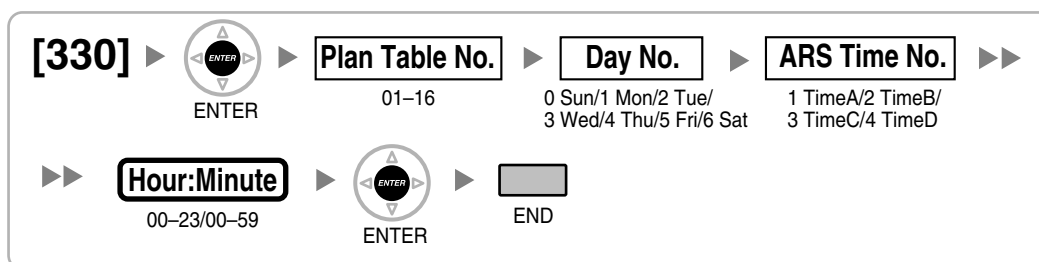 [330] ENTER Plan Table No. Day No. ARS Time No.
ENTER 01–16 0 Sun/1 Mon/2 Tue/ 1 TimeA/2 TimeB/
3 Wed/4 Thu/5 Fri/6 Sat 3 TimeC/4 TimeD
Hour:Minute ENTER
00–23/00–59 ENTER END